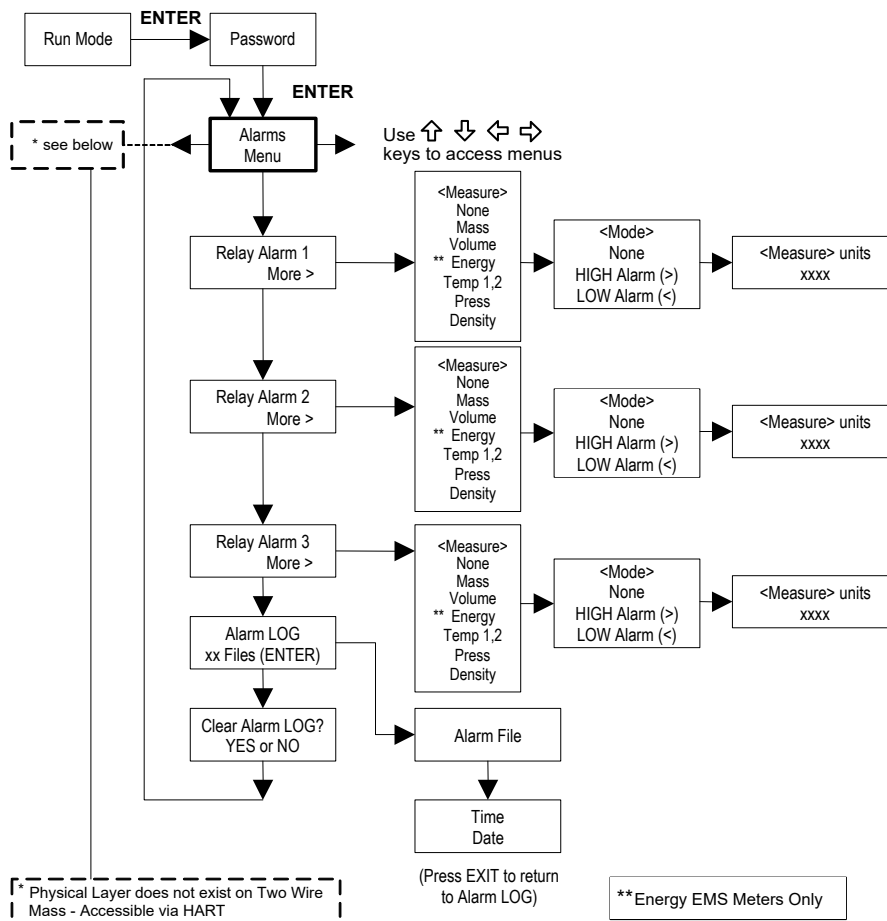 ENTER
Run Mode
Password
ENTER
* see below
Alarms
Menu
Use
keys to access menus
Relay Alarm 1
More >
<Measure>
None
Mass
Volume
** Energy
Temp 1,2
Press
Density
<Mode>
None
HIGH Alarm (>)
LOW Alarm (<)
<Measure> units
xxxx
Relay Alarm 2
More >
<Measure>
None
Mass
Volume
** Energy
Temp 1,2
Press
Density
<Mode>
None
HIGH Alarm (>)
LOW Alarm (<)
<Measure> units
xxxx
Relay Alarm 3
More >
<Measure>
None
Mass
Volume
** Energy
Temp 1,2
Press
Density
<Mode>
None
HIGH Alarm (>)
LOW Alarm (<)
<Measure> units
xxxx
Alarm LOG
xx Files (ENTER)
Clear Alarm LOG?
YES or NO
Alarm File
Time
Date
(Press EXIT to return
to Alarm LOG)
* Physical Layer does not exist on Two Wire
Mass - Accessible via HART
**Energy EMS Meters Only